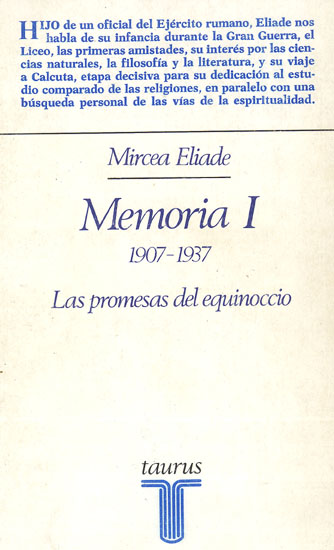 HIJO de un oficial del Ejército rumano, Eliade nos
habla de su infancia durante la Gran Guerra, el
Liceo, las primeras amistades, su interés por las cien-
cias naturales, la filosofía y la literatura, y su viaje
a Calcuta, etapa decisiva para su dedicación al estu-
dio comparado de las religiones, en paralelo con una
búsqueda personal de las vías de la espiritualidad.
Mircea Eliade
Memoria I
1907-1937
Las promesas del equinoccio
taurus
T